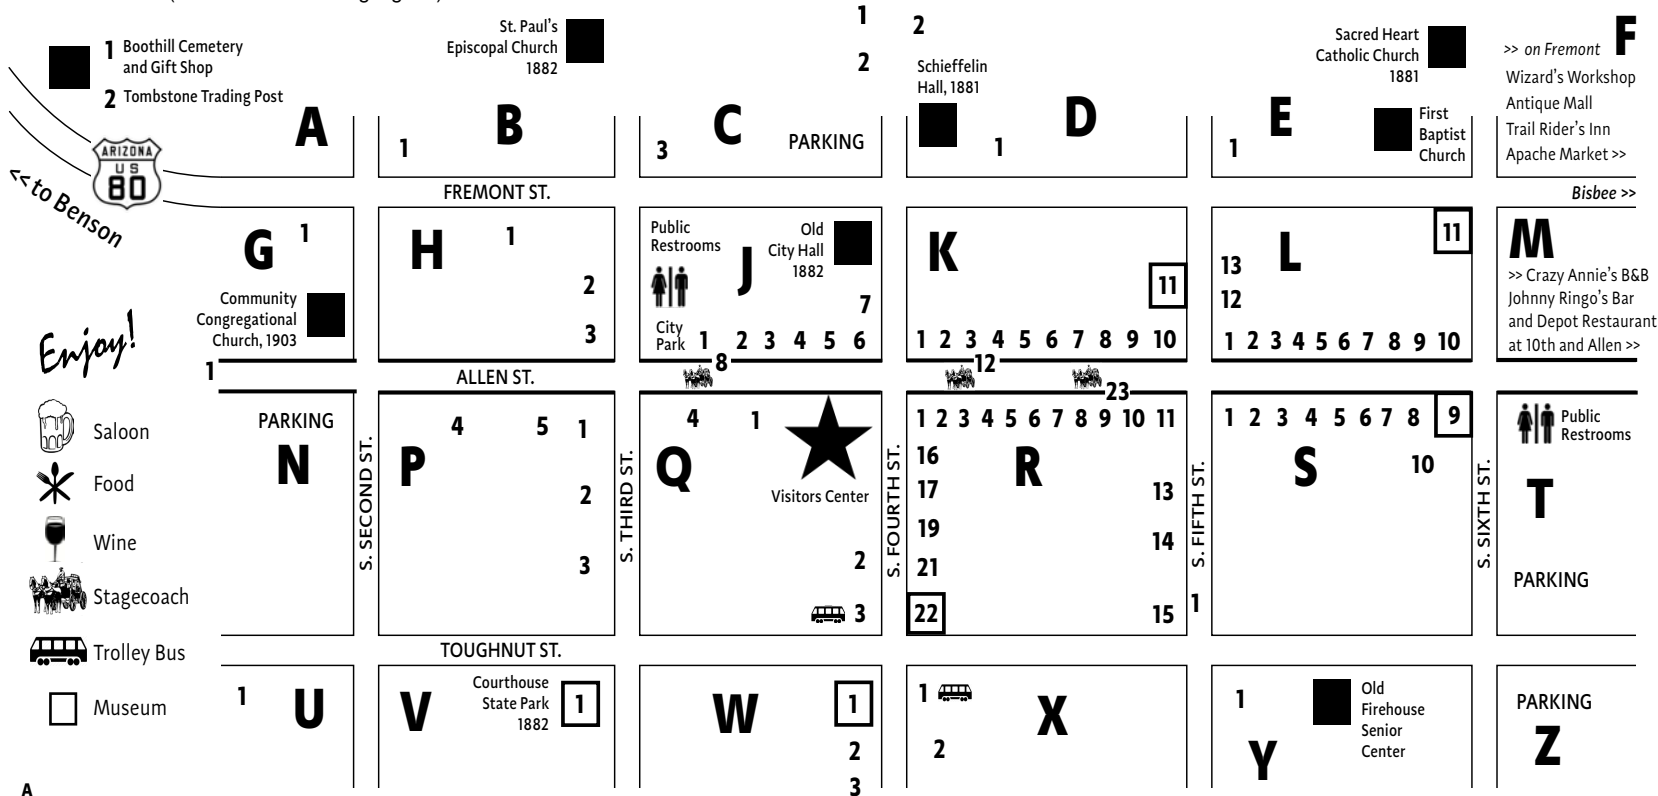 1
2
1 Boothill Cemetery
and Gift Shop
2 Tombstone Trading Post
A
St. Paul's
Episcopal Church
1882
1
B
2
3
C
PARKING
Schieffelin
Hall, 1881
1
D
Sacred Heart
Catholic Church
1881
1
E
First
Baptist
Church
>> on Fremont F
Wizard's Workshop
Antique Mall
Trail Rider's Inn
Apache Market >>
ARIZONA
US
80
<< to Benson
FREMONT ST.
Bisbee >>
G 1
Community
Congregational
Church, 1903
1
H 1
2
3
Public
Restrooms
J
Old
City Hall
1882
7
City
Park
1 2 3 4 5 6
8
K
11
1 2 3 4 5 6 7 8 9 10
12
L
11
13
12
1 2 3 4 5 6 7 8 9 10
M
>> Crazy Annie's B&B
Johnny Ringo's Bar
and Depot Restaurant
at 10th and Allen >>
Enjoy!
ALLEN ST.
23
Saloon
Food
Wine
Stagecoach
Trolley Bus
Museum
PARKING
N
S. SECOND ST.
4 5 1
P
2
3
S. THIRD ST.
4 1
Q
Visitors Center
2
3
S. FOURTH ST.
1 2 3 4 5 6 7 8 9 10 11
16
17
19
21
22
R
13
14
15
S. FIFTH ST.
1
1 2 3 4 5 6 7 8 9
10
S
S. SIXTH ST.
Public
Restrooms
T
PARKING
TOUGHNUT ST.
1 U
V
Courthouse
State Park
1882
1
W
1
2
3
1
2
X
1
Y
Old
Firehouse
Senior
Center
PARKING
Z
A